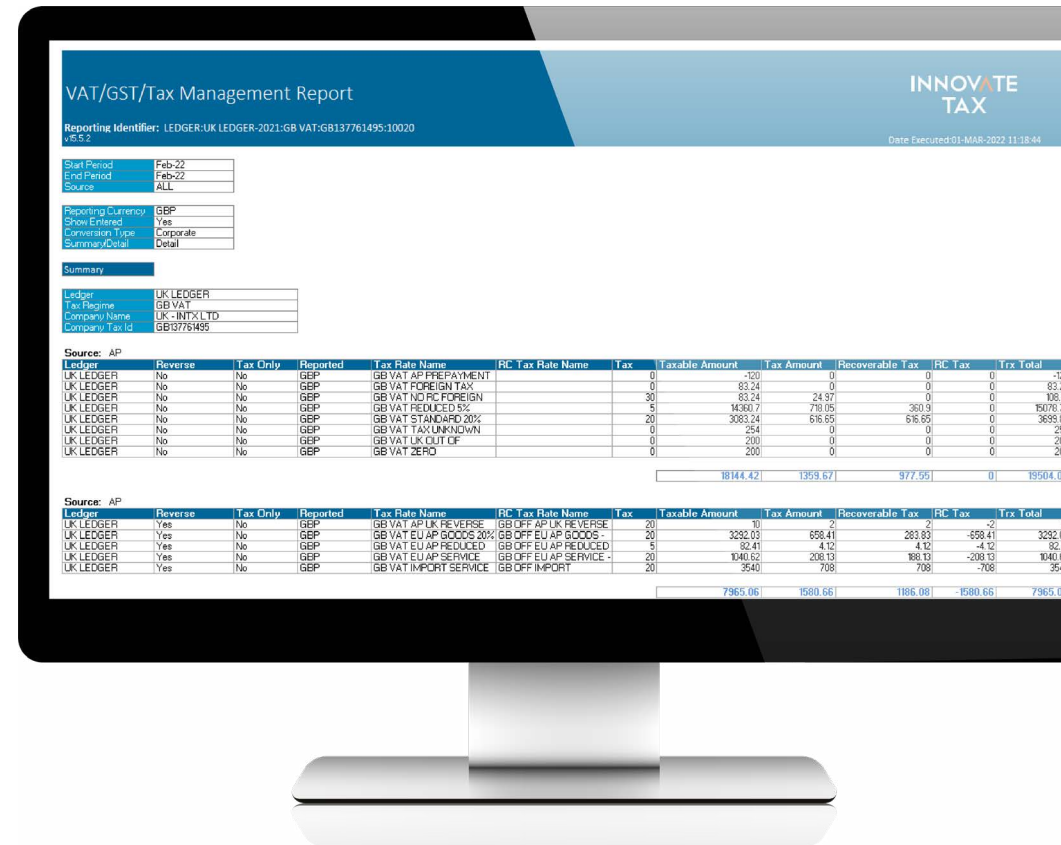 VAT/GST/Tax Management Report
INNOVATE
TAX
Reporting Identifier: LEDGER:UK LEDGER-2021:GB VAT:GB137761495:10020
v15.5.2
Date Executed:01-MAR-2022 11:18:44
Start Period Feb-22
End Period Feb-22
Source ALL
Reporting Currency GBP
Show Entered Yes
Conversion Type Corporate
Summary/Detail Detail
Summary
Ledger UK LEDGER
Tax Regime GB VAT
Company Name UK - INTX LTD
Company Tax Id GB137761495
Source: AP
Ledger Reverse Tax Only Reported Tax Rate Name RC Tax Rate Name Tax Taxable Amount Tax Amount Recoverable Tax RC Tax Trx Total
UK LEDGER No No GBP GB VAT AP PREPAYMENT 0 -120 0 0 0
UK LEDGER No No GBP GB VAT FOREIGN TAX 0 83.24 0 0 0 83.
UK LEDGER No No GBP GB VAT NO RC FOREIGN 30 83.24 24.97 0 0 108.
UK LEDGER No No GBP GB VAT REDUCED 5% 5 14360.7 718.05 360.9 0 15078.
UK LEDGER No No GBP GB VAT STANDARD 20% 20 3083.24 616.65 616.65 0 3699.
UK LEDGER No No GBP GB VAT TAX UNKNOWN 0 254 0 0 0
UK LEDGER No No GBP GB VAT UK OUT OF 0 200 0 0 0
UK LEDGER No No GBP GB VAT ZERO 0 200 0 0 0
18144.42 1359.67 977.55 0 19504.0
Source: AP
Ledger Reverse Tax Only Reported Tax Rate Name RC Tax Rate Name Tax Taxable Amount Tax Amount Recoverable Tax RC Tax Trx Total
UK LEDGER Yes No GBP GB VAT AP UK REVERSE GB OFF AP UK REVERSE 20 10 2 2 -2
UK LEDGER Yes No GBP GB VAT EU AP GOODS 20% GB OFF EU AP GOODS - 20 3292.03 658.41 283.83 -658.41 3292.
UK LEDGER Yes No GBP GB VAT EU AP REDUCED GB OFF EU AP REDUCED 5 82.41 4.12 4.12 -4.12 82.
UK LEDGER Yes No GBP GB VAT EU AP SERVICE GB OFF EU AP SERVICE - 20 1040.62 208.13 188.13 -208.13 1040.
UK LEDGER Yes No GBP GB VAT IMPORT SERVICE GB OFF IMPORT 20 3540 708 708 -708 354
7965.06 1580.66 1186.08 -1580.66 7965.0